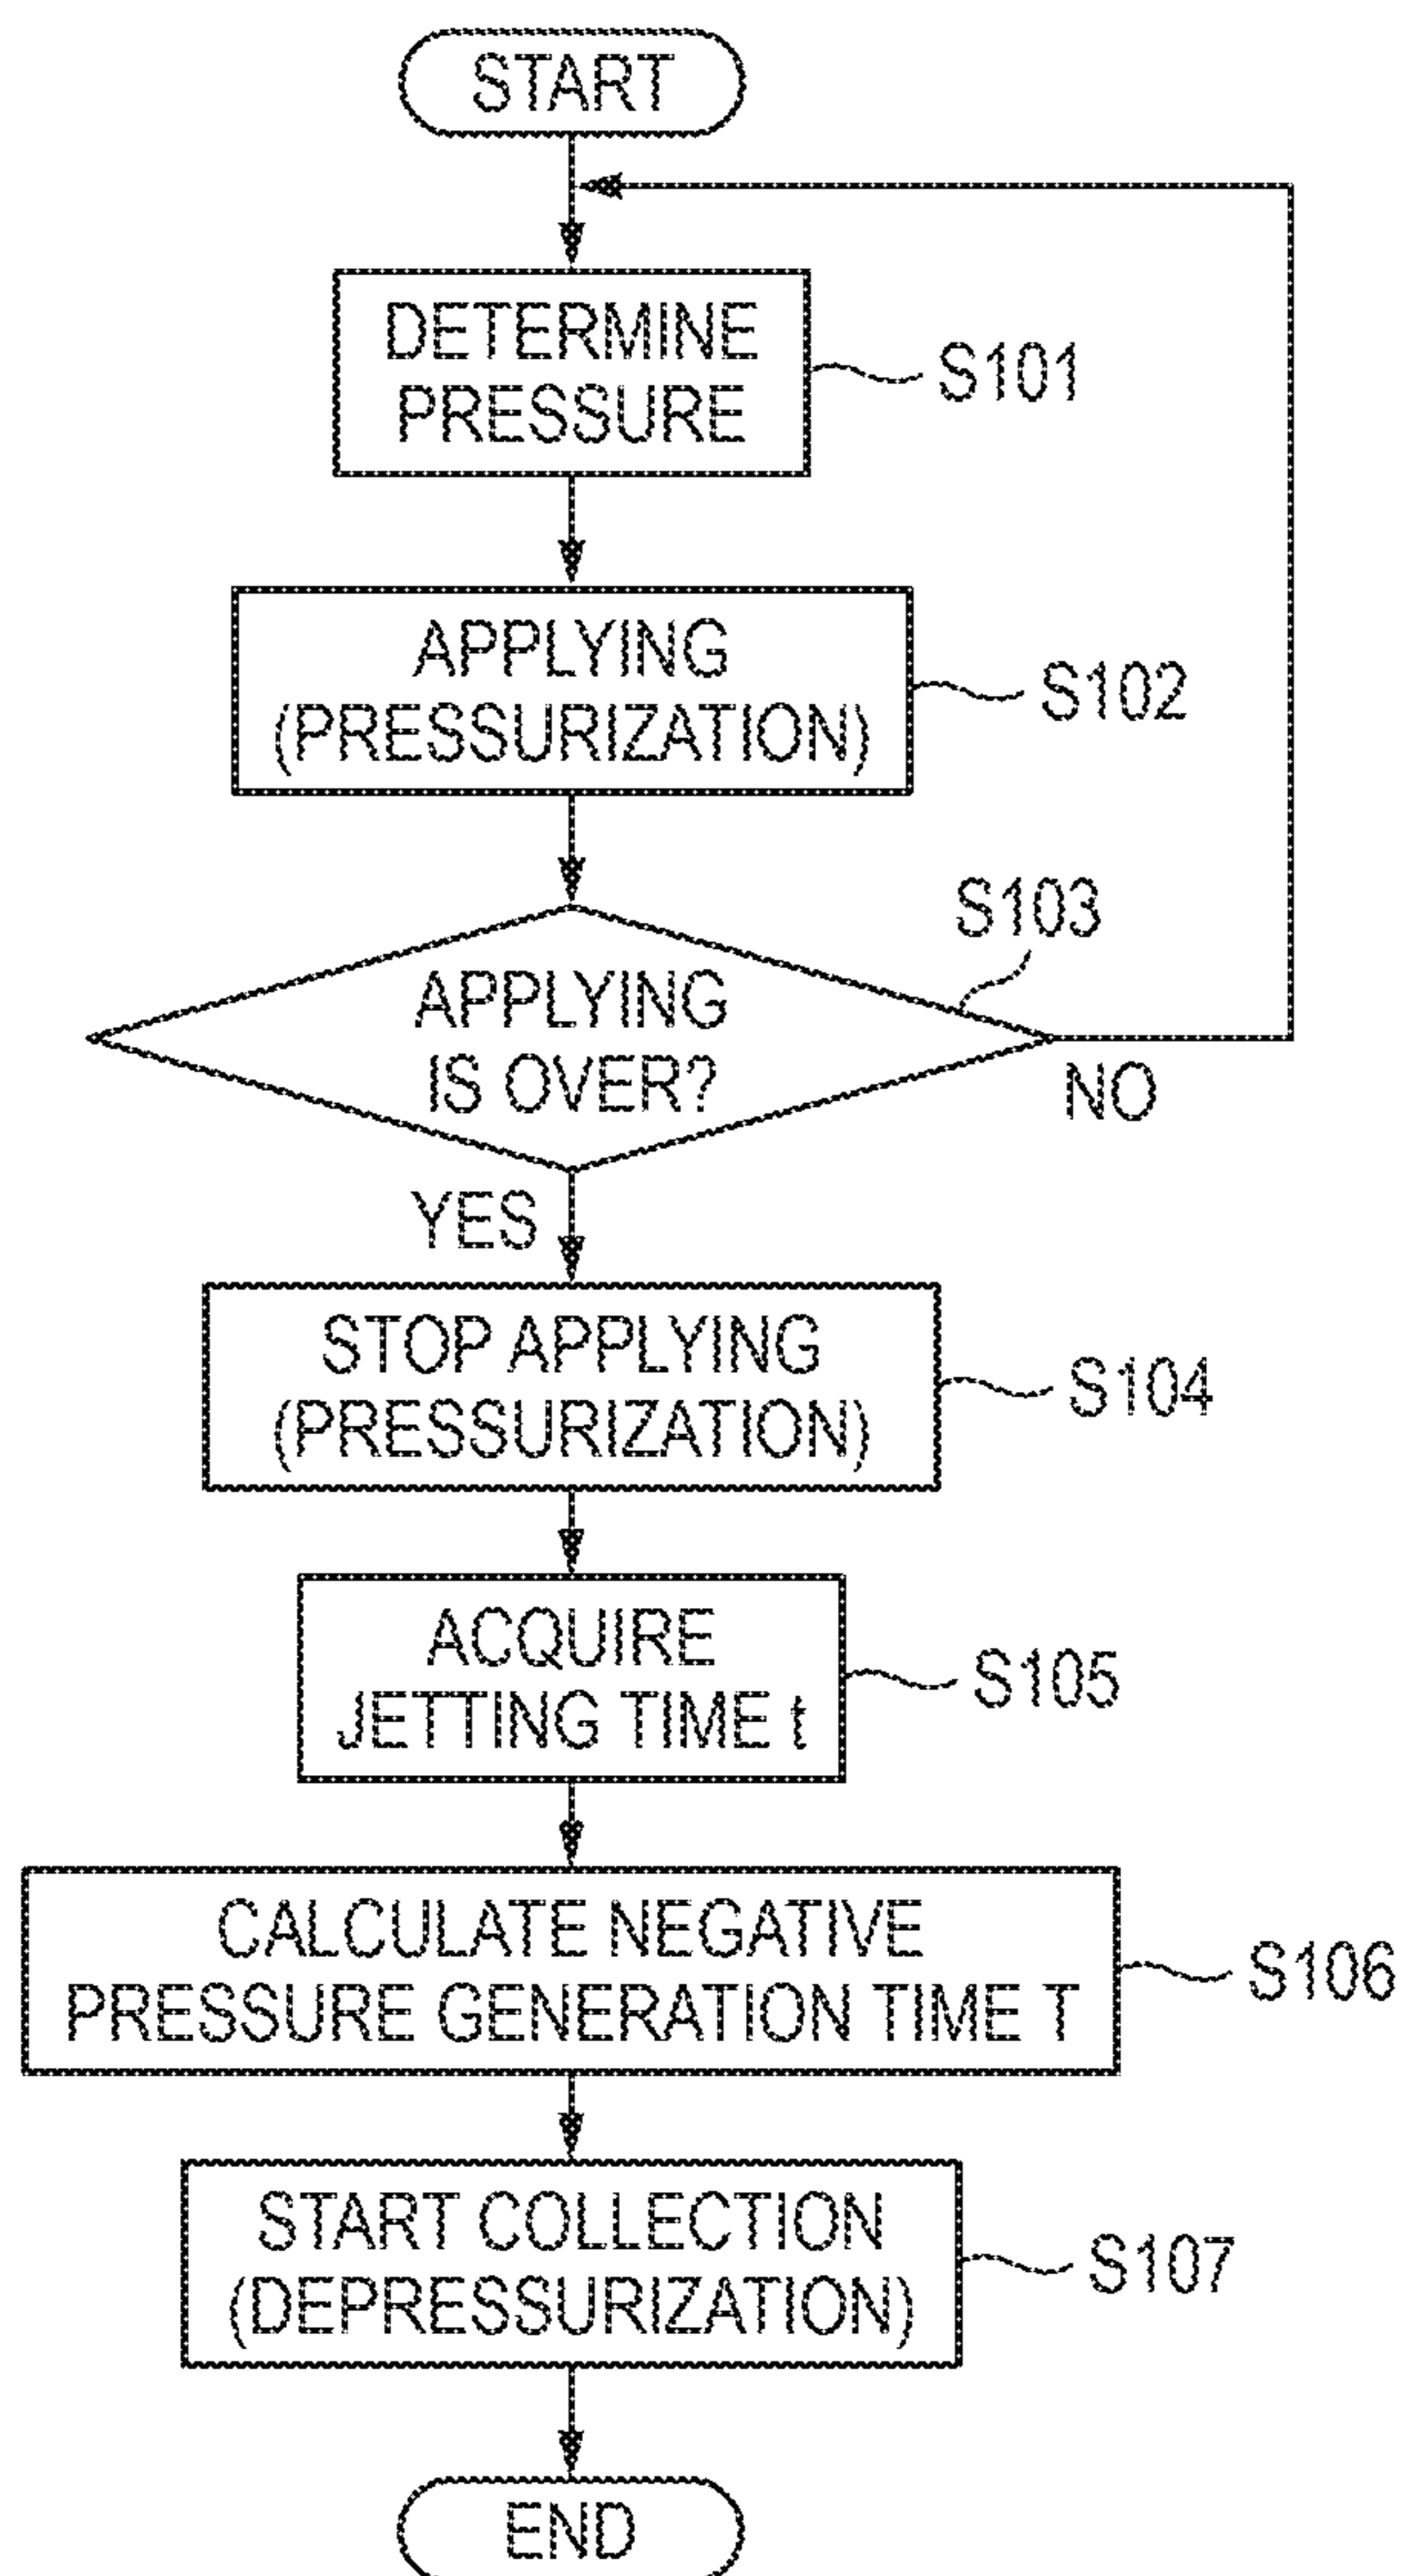 START
DETERMINE
PRESSURE
S101
APPLYING
(PRESSURIZATION)
S102
S103
APPLYING
IS OVER?
NO
YES
STOP APPLYING
(PRESSURIZATION)
S104
ACQUIRE
JETTING TIME t
S105
CALCULATE NEGATIVE
PRESSURE GENERATION TIME T
S106
START COLLECTION
(DEPRESSURIZATION)
S107
END